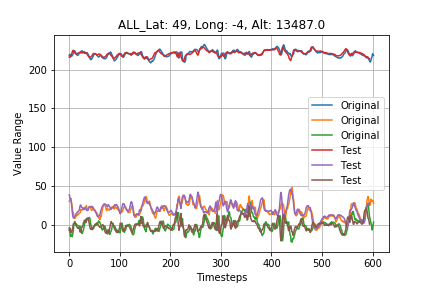 ALL_Lat: 49, Long: -4, Alt: 13487.0
Value Range
200
150
100
50
0
Original
Original
Original
Test
Test
Test
0 100 200 300 400 500 600
Timesteps